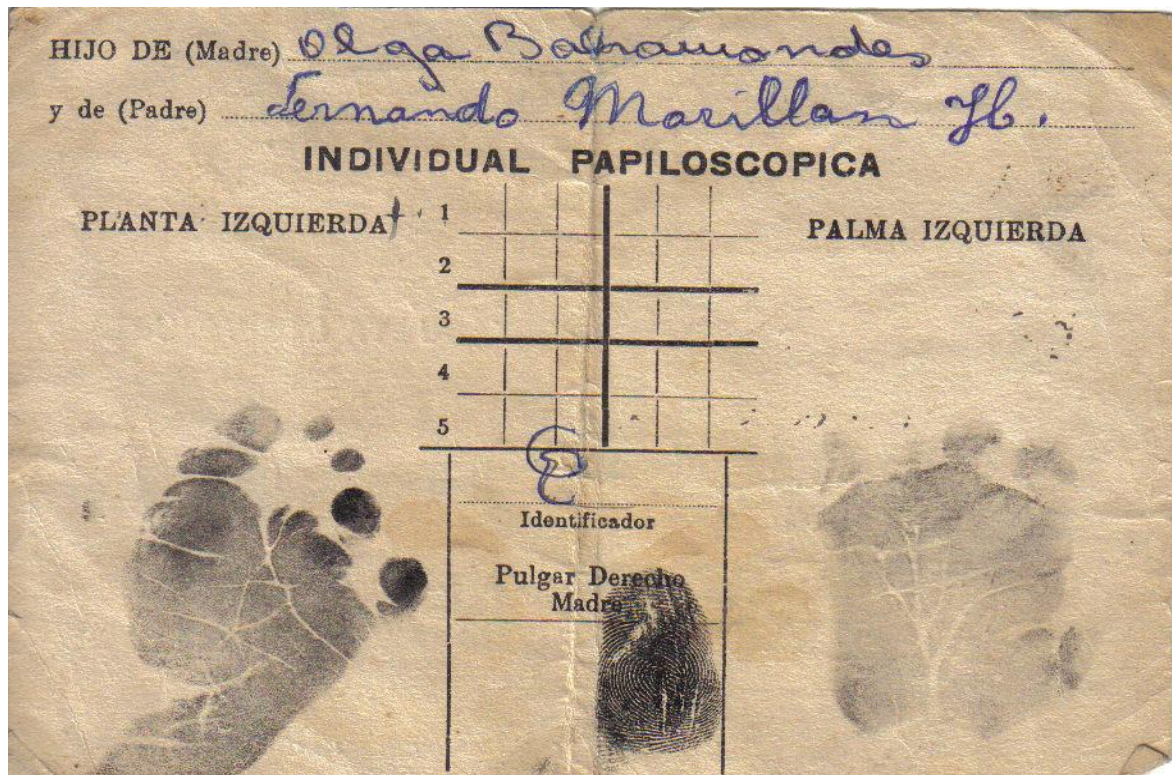 HIJO DE (Madre) Olga Bahamondes
y de (Padre) Fernando Marillan H.
INDIVIDUAL PAPILOSCOPICA
PLANTA IZQUIERDA
PALMA IZQUIERDA
1
2
3
4
5
Identificador
Pulgar Derecho
Madre